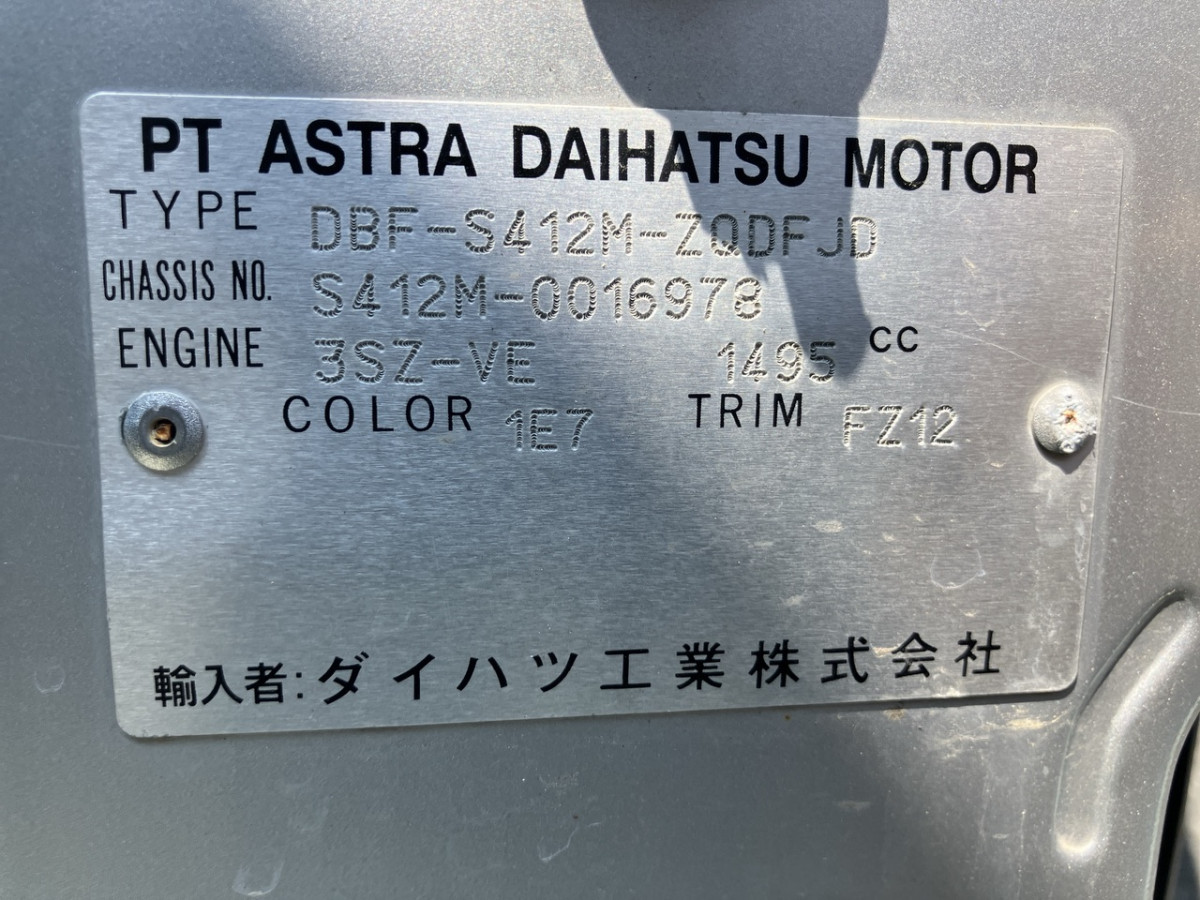 PT ASTRA DAIHATSU MOTOR
TYPE DBF-S412M-ZQDFJD
CHASSIS NO. S412M-0016978
ENGINE 3SZ-VE 1495 CC
COLOR 1E7 TRIM FZ12
輸入者:ダイハツ工業株式会社